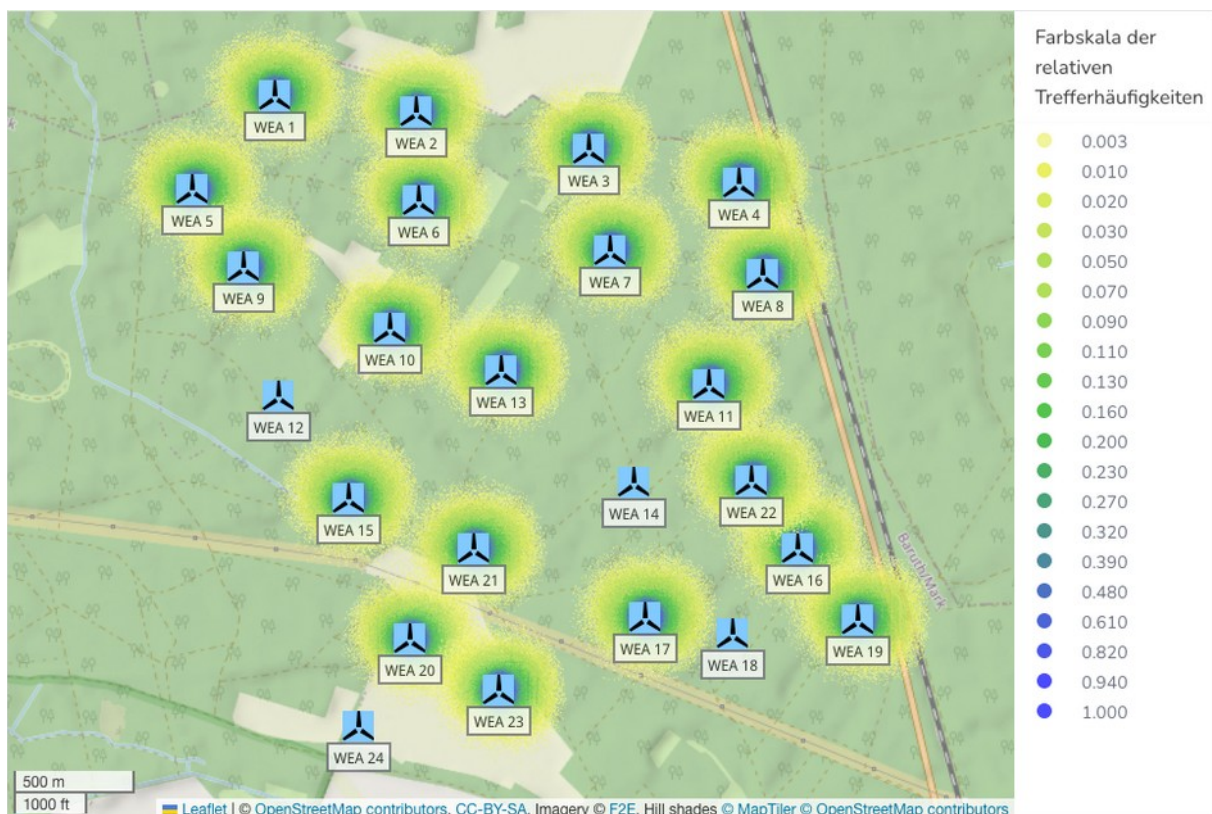 WEA 1
WEA 2
WEA 3
WEA 4
WEA 5
WEA 6
WEA 7
WEA 8
WEA 9
WEA 10
WEA 13
WEA 11
WEA 12
WEA 15
WEA 14
WEA 22
WEA 21
WEA 16
Baruth/Mark
WEA 17
WEA 18
WEA 19
WEA 20
WEA 23
WEA 24
500 m
1000 ft
Leaflet | © OpenStreetMap contributors, CC-BY-SA, Imagery © F2E, Hill shades © MapTiler © OpenStreetMap contributors
Farbskala der
relativen
Trefferhäufigkeiten
0.003
0.010
0.020
0.030
0.050
0.070
0.090
0.110
0.130
0.160
0.200
0.230
0.270
0.320
0.390
0.480
0.610
0.820
0.940
1.000